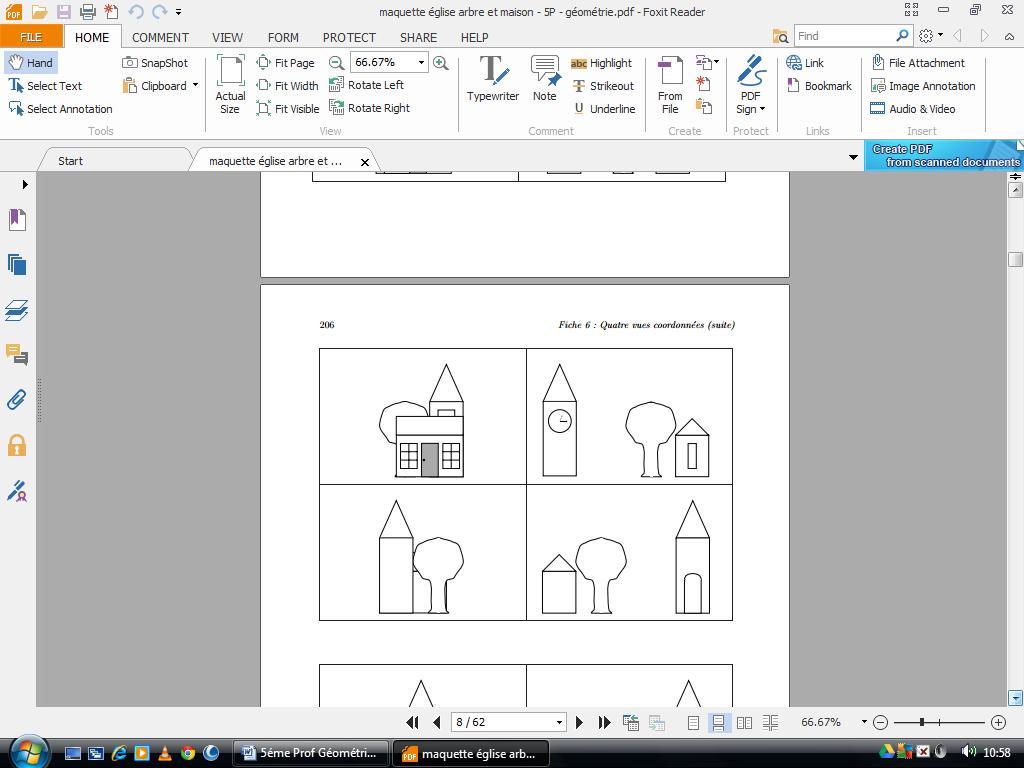 maquette église arbre et maison - 5P - géométrie.pdf - Foxit Reader
FILE HOME COMMENT VIEW FORM PROTECT SHARE HELP
Find
Hand
Select Text
Select Annotation
Tools
SnapShot
Clipboard
Actual Size
Fit Page
Fit Width
Fit Visible
66.67%
Rotate Left
Rotate Right
View
Typewriter
Note
abc Highlight
Strikeout
U Underline
Comment
From File
Create
PDF Sign
Protect
Link
Bookmark
Links
File Attachment
Image Annotation
Audio & Video
Insert
Start
maquette église arbre et ...
Create PDF
from scanned documents
206
Fiche 6 : Quatre vues coordonnées (suite)
8 / 62
66.67%
5éme Prof Géométri...
PDF
maquette église arb...
10:58